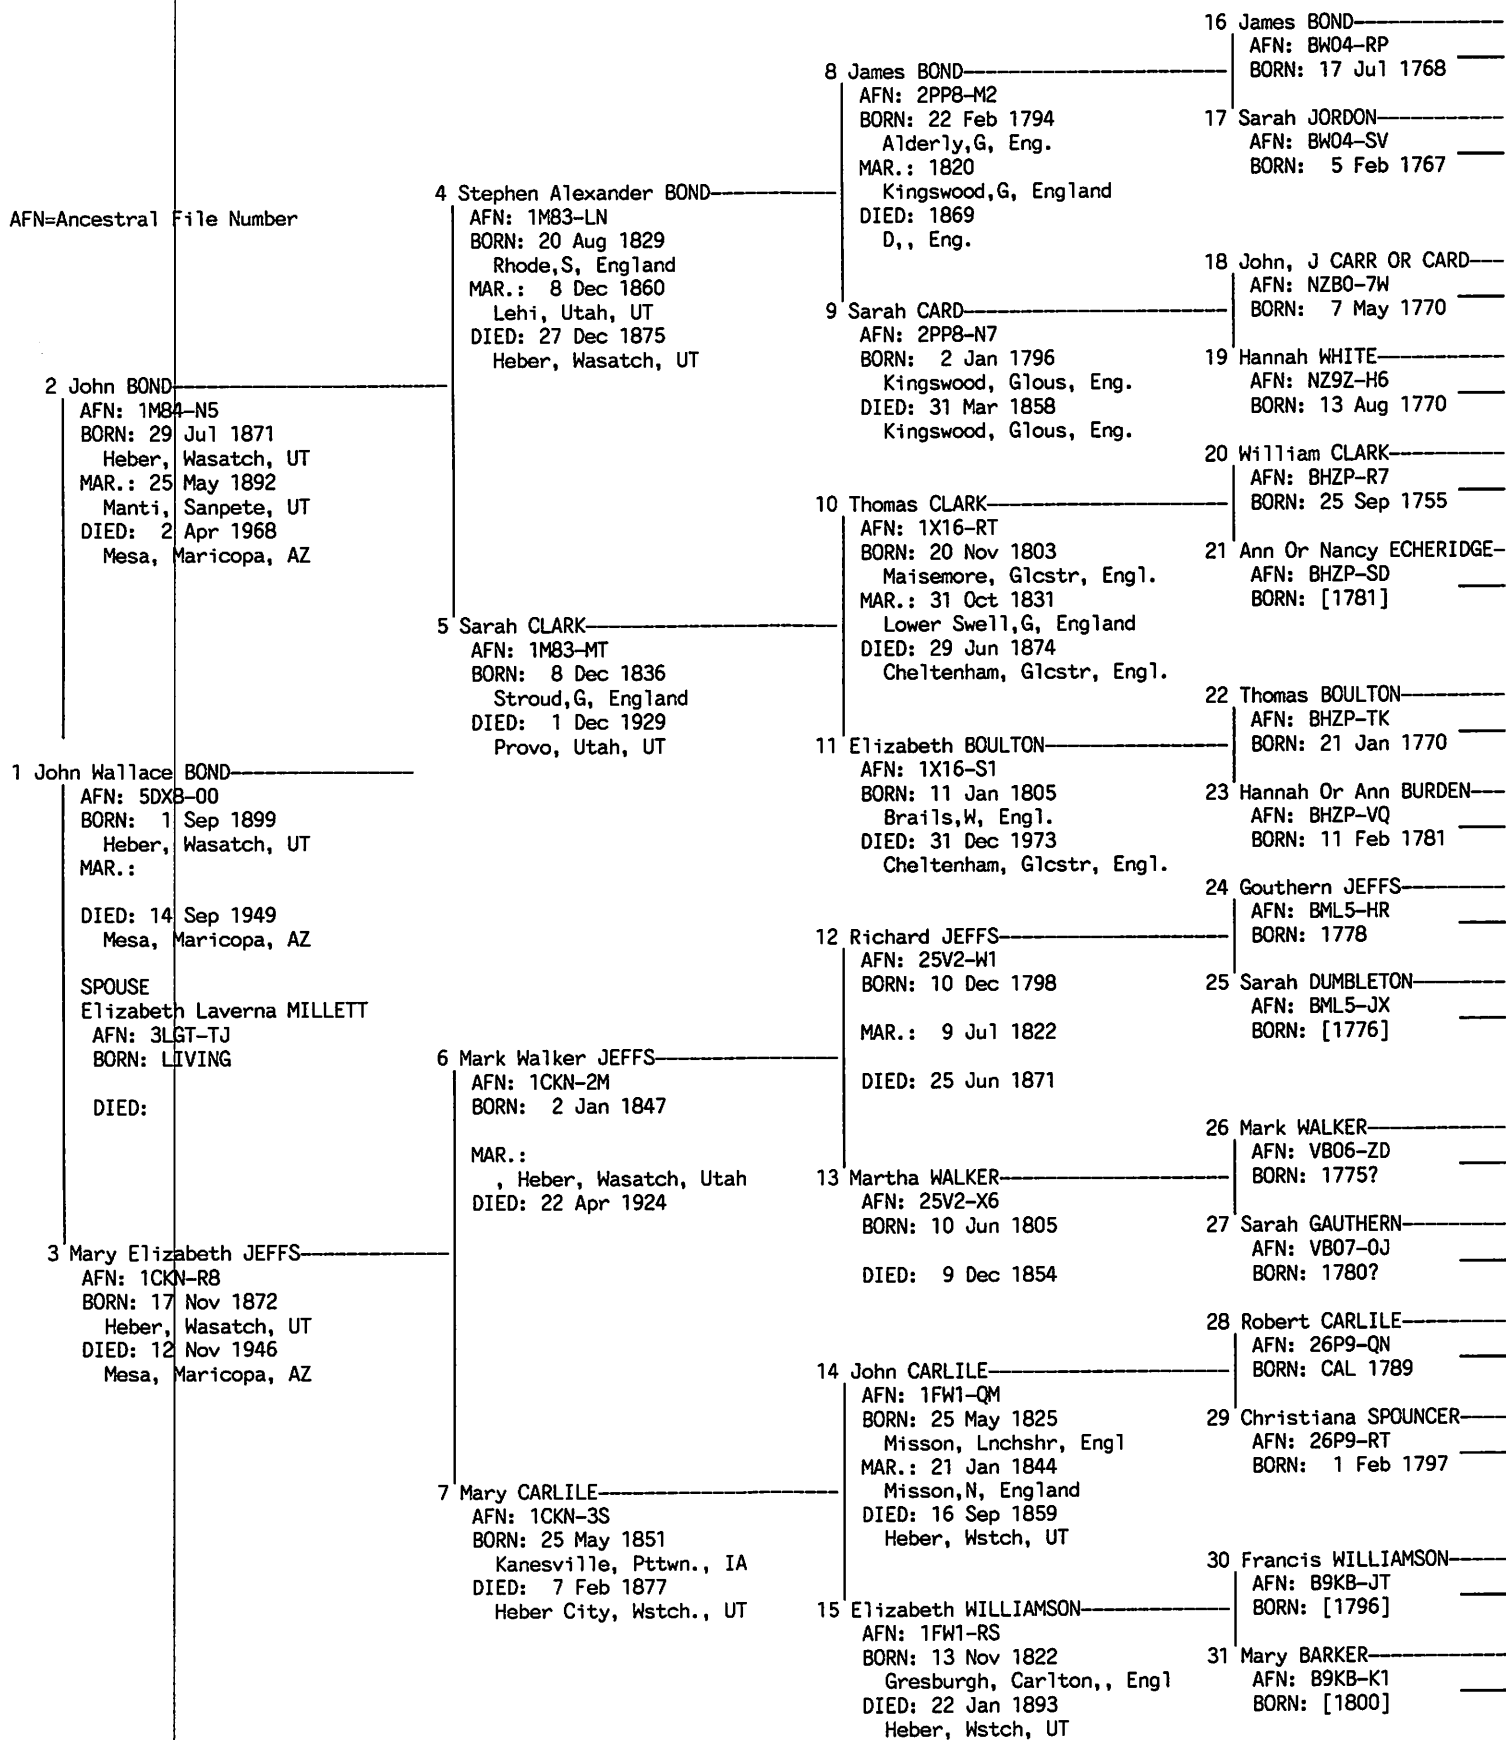 AFN=Ancestral File Number
1 John Wallace BOND
AFN: 5DX8-00
BORN: 1 Sep 1899
Heber, Wasatch, UT
MAR.:
DIED: 14 Sep 1949
Mesa, Maricopa, AZ
SPOUSE
Elizabeth Laverna MILLETT
AFN: 3LGT-TJ
BORN: LIVING
DIED:
2 John BOND
AFN: 1M84-N5
BORN: 29 Jul 1871
Heber, Wasatch, UT
MAR.: 25 May 1892
Manti, Sanpete, UT
DIED: 2 Apr 1968
Mesa, Maricopa, AZ
3 Mary Elizabeth JEFFS
AFN: 1CKN-R8
BORN: 17 Nov 1872
Heber, Wasatch, UT
DIED: 12 Nov 1946
Mesa, Maricopa, AZ
4 Stephen Alexander BOND
AFN: 1M83-LN
BORN: 20 Aug 1829
Rhode,S, England
MAR.: 8 Dec 1860
Lehi, Utah, UT
DIED: 27 Dec 1875
Heber, Wasatch, UT
5 Sarah CLARK
AFN: 1M83-MT
BORN: 8 Dec 1836
Stroud,G, England
DIED: 1 Dec 1929
Provo, Utah, UT
6 Mark Walker JEFFS
AFN: 1CKN-2M
BORN: 2 Jan 1847
MAR.:
, Heber, Wasatch, Utah
DIED: 22 Apr 1924
7 Mary CARLILE
AFN: 1CKN-3S
BORN: 25 May 1851
Kanesville, Pttwn., IA
DIED: 7 Feb 1877
Heber City, Wstch., UT
8 James BOND
AFN: 2PP8-M2
BORN: 22 Feb 1794
Alderly,G, Eng.
MAR.: 1820
Kingswood,G, England
DIED: 1869
D,, Eng.
9 Sarah CARD
AFN: 2PP8-N7
BORN: 2 Jan 1796
Kingswood, Glous, Eng.
DIED: 31 Mar 1858
Kingswood, Glous, Eng.
10 Thomas CLARK
AFN: 1X16-RT
BORN: 20 Nov 1803
Maisemore, Glcstr, Engl.
MAR.: 31 Oct 1831
Lower Swell,G, England
DIED: 29 Jun 1874
Cheltenham, Glcstr, Engl.
11 Elizabeth BOULTON
AFN: 1X16-S1
BORN: 11 Jan 1805
Brails,W, Engl.
DIED: 31 Dec 1973
Cheltenham, Glcstr, Engl.
12 Richard JEFFS
AFN: 25V2-W1
BORN: 10 Dec 1798
MAR.: 9 Jul 1822
DIED: 25 Jun 1871
13 Martha WALKER
AFN: 25V2-X6
BORN: 10 Jun 1805
DIED: 9 Dec 1854
14 John CARLILE
AFN: 1FW1-QM
BORN: 25 May 1825
Misson, Lnchshr, Engl
MAR.: 21 Jan 1844
Misson,N, England
DIED: 16 Sep 1859
Heber, Wstch, UT
15 Elizabeth WILLIAMSON
AFN: 1FW1-RS
BORN: 13 Nov 1822
Gresburgh, Carlton,, Engl
DIED: 22 Jan 1893
Heber, Wstch, UT
16 James BOND
AFN: BW04-RP
BORN: 17 Jul 1768
17 Sarah JORDON
AFN: BW04-SV
BORN: 5 Feb 1767
18 John, J CARR OR CARD
AFN: NZB0-7W
BORN: 7 May 1770
19 Hannah WHITE
AFN: NZ9Z-H6
BORN: 13 Aug 1770
20 William CLARK
AFN: BHZP-R7
BORN: 25 Sep 1755
21 Ann Or Nancy ECHERIDGE
AFN: BHZP-SD
BORN: [1781]
22 Thomas BOULTON
AFN: BHZP-TK
BORN: 21 Jan 1770
23 Hannah Or Ann BURDEN
AFN: BHZP-VQ
BORN: 11 Feb 1781
24 Gouthern JEFFS
AFN: BML5-HR
BORN: 1778
25 Sarah DUMBLETON
AFN: BML5-JX
BORN: [1776]
26 Mark WALKER
AFN: VB06-ZD
BORN: 1775?
27 Sarah GAUTHERN
AFN: VB07-0J
BORN: 1780?
28 Robert CARLILE
AFN: 26P9-QN
BORN: CAL 1789
29 Christiana SPOUNCER
AFN: 26P9-RT
BORN: 1 Feb 1797
30 Francis WILLIAMSON
AFN: B9KB-JT
BORN: [1796]
31 Mary BARKER
AFN: B9KB-K1
BORN: [1800]